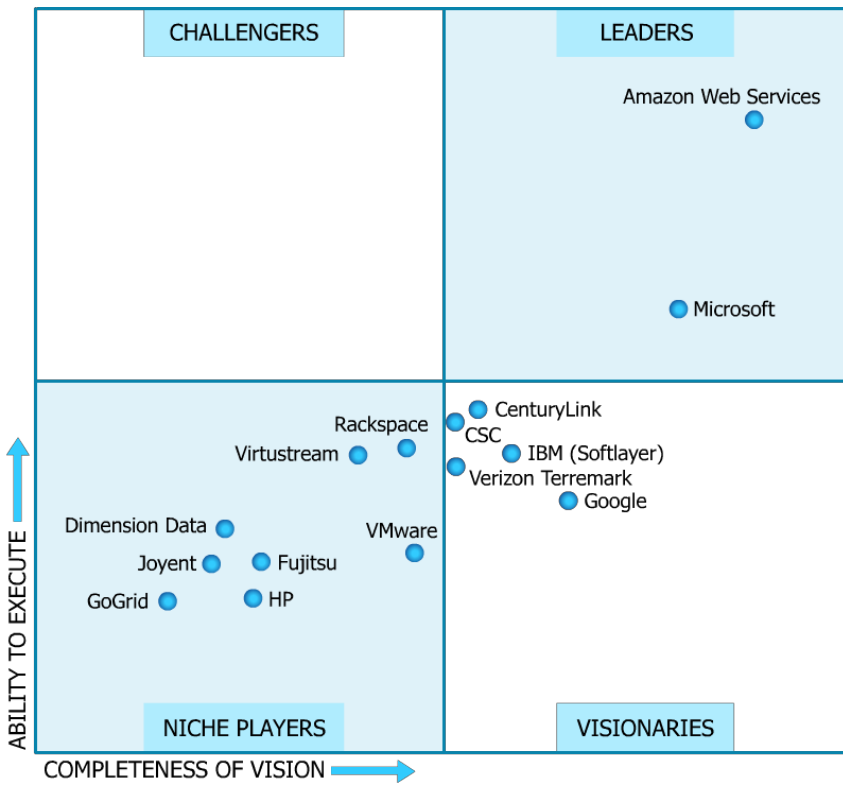 CHALLENGERS
LEADERS
Amazon Web Services
Microsoft
CenturyLink
Rackspace
CSC
Virtustream
IBM (Softlayer)
Verizon Terremark
Google
Dimension Data
VMware
Joyent
Fujitsu
GoGrid
HP
ABILITY TO EXECUTE
NICHE PLAYERS
VISIONARIES
COMPLETENESS OF VISION